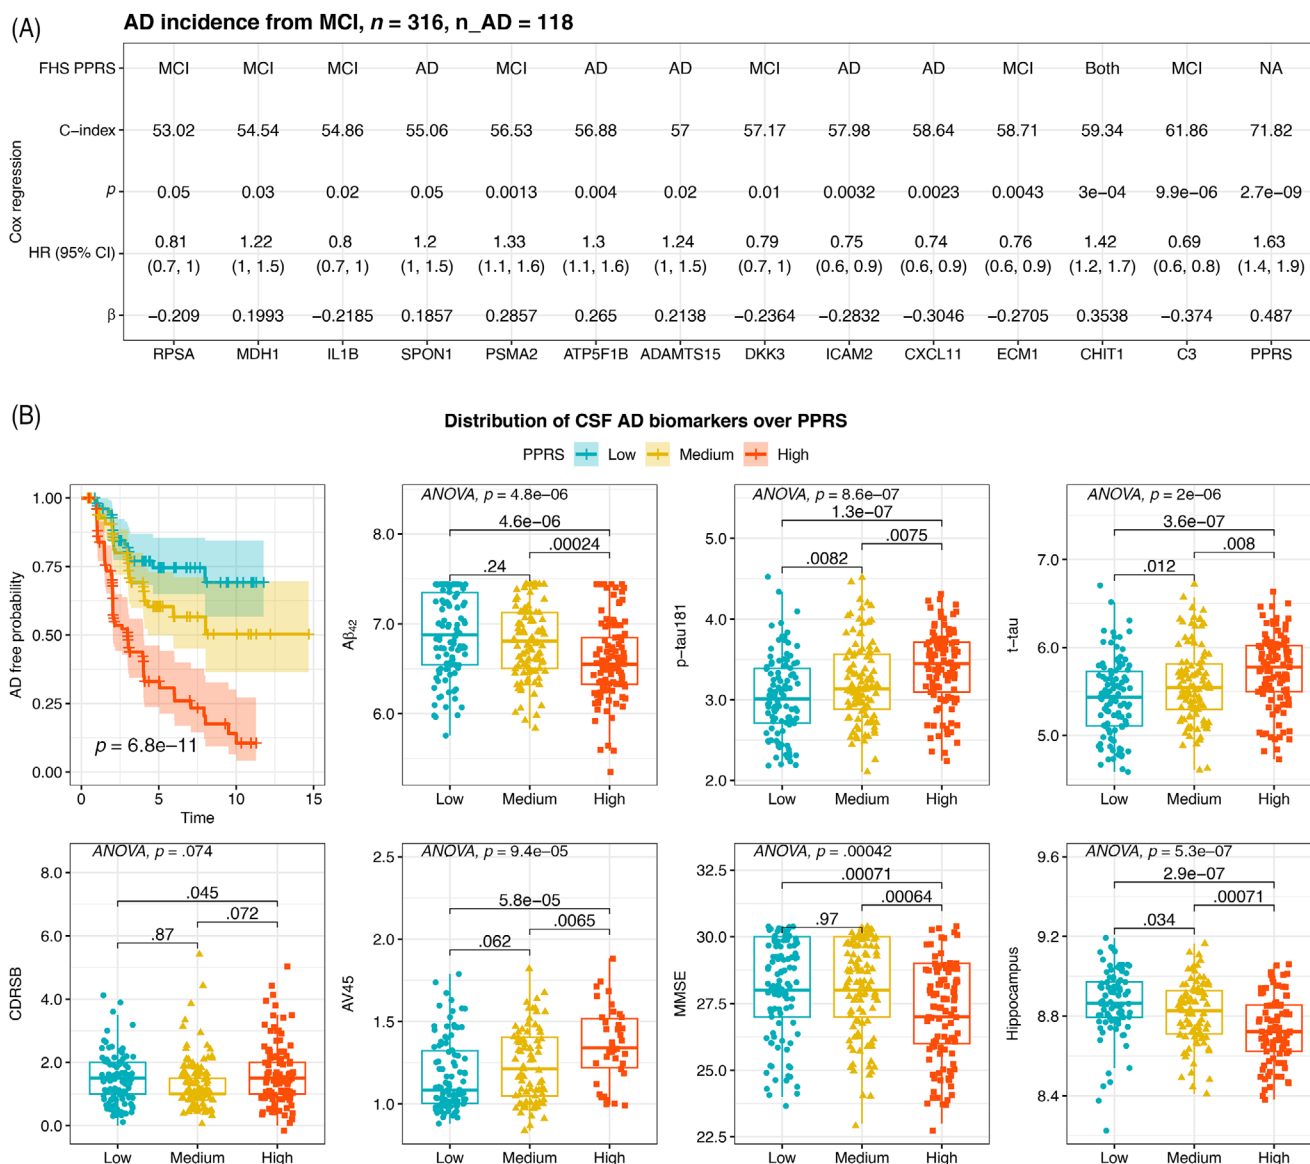 (A)
AD incidence from MCI, n = 316, n_AD = 118
FHS PPRS MCI MCI MCI AD MCI AD AD MCI AD AD MCI Both MCI NA
C−index 53.02 54.54 54.86 55.06 56.53 56.88 57 57.17 57.98 58.64 58.71 59.34 61.86 71.82
p 0.05 0.03 0.02 0.05 0.0013 0.004 0.02 0.01 0.0032 0.0023 0.0043 3e−04 9.9e−06 2.7e−09
Cox regression
HR (95% CI) 0.81 1.22 0.8 1.2 1.33 1.3 1.24 0.79 0.75 0.74 0.76 1.42 0.69 1.63
(0.7, 1) (1, 1.5) (0.7, 1) (1, 1.5) (1.1, 1.6) (1.1, 1.6) (1, 1.5) (0.7, 1) (0.6, 0.9) (0.6, 0.9) (0.6, 0.9) (1.2, 1.7) (0.6, 0.8) (1.4, 1.9)
β −0.209 0.1993 −0.2185 0.1857 0.2857 0.265 0.2138 −0.2364 −0.2832 −0.3046 −0.2705 0.3538 −0.374 0.487
RPSA MDH1 IL1B SPON1 PSMA2 ATP5F1B ADAMTS15 DKK3 ICAM2 CXCL11 ECM1 CHIT1 C3 PPRS
(B)
Distribution of CSF AD biomarkers over PPRS
PPRS Low Medium High
AD free probability
1.00
0.75
0.50
0.25
0.00
p = 6.8e−11
0 5 10 15
Time
ANOVA, p = 4.8e−06
4.6e−06
.00024
.24
Aβ42
8.0
7.0
6.0
Low Medium High
ANOVA, p = 8.6e−07
1.3e−07
.0075
.0082
p−tau181
5.0
4.0
3.0
2.0
Low Medium High
ANOVA, p = 2e−06
3.6e−07
.008
.012
t−tau
7.0
6.0
5.0
Low Medium High
ANOVA, p = .074
.045
.072
.87
CDRSB
8.0
6.0
4.0
2.0
0.0
Low Medium High
ANOVA, p = 9.4e−05
5.8e−05
.0065
.062
AV45
2.5
2.0
1.5
1.0
Low Medium High
ANOVA, p = .00042
.00071
.00064
.97
MMSE
32.5
30.0
27.5
25.0
22.5
Low Medium High
ANOVA, p = 5.3e−07
2.9e−07
.00071
.034
Hippocampus
9.6
9.2
8.8
8.4
Low Medium High